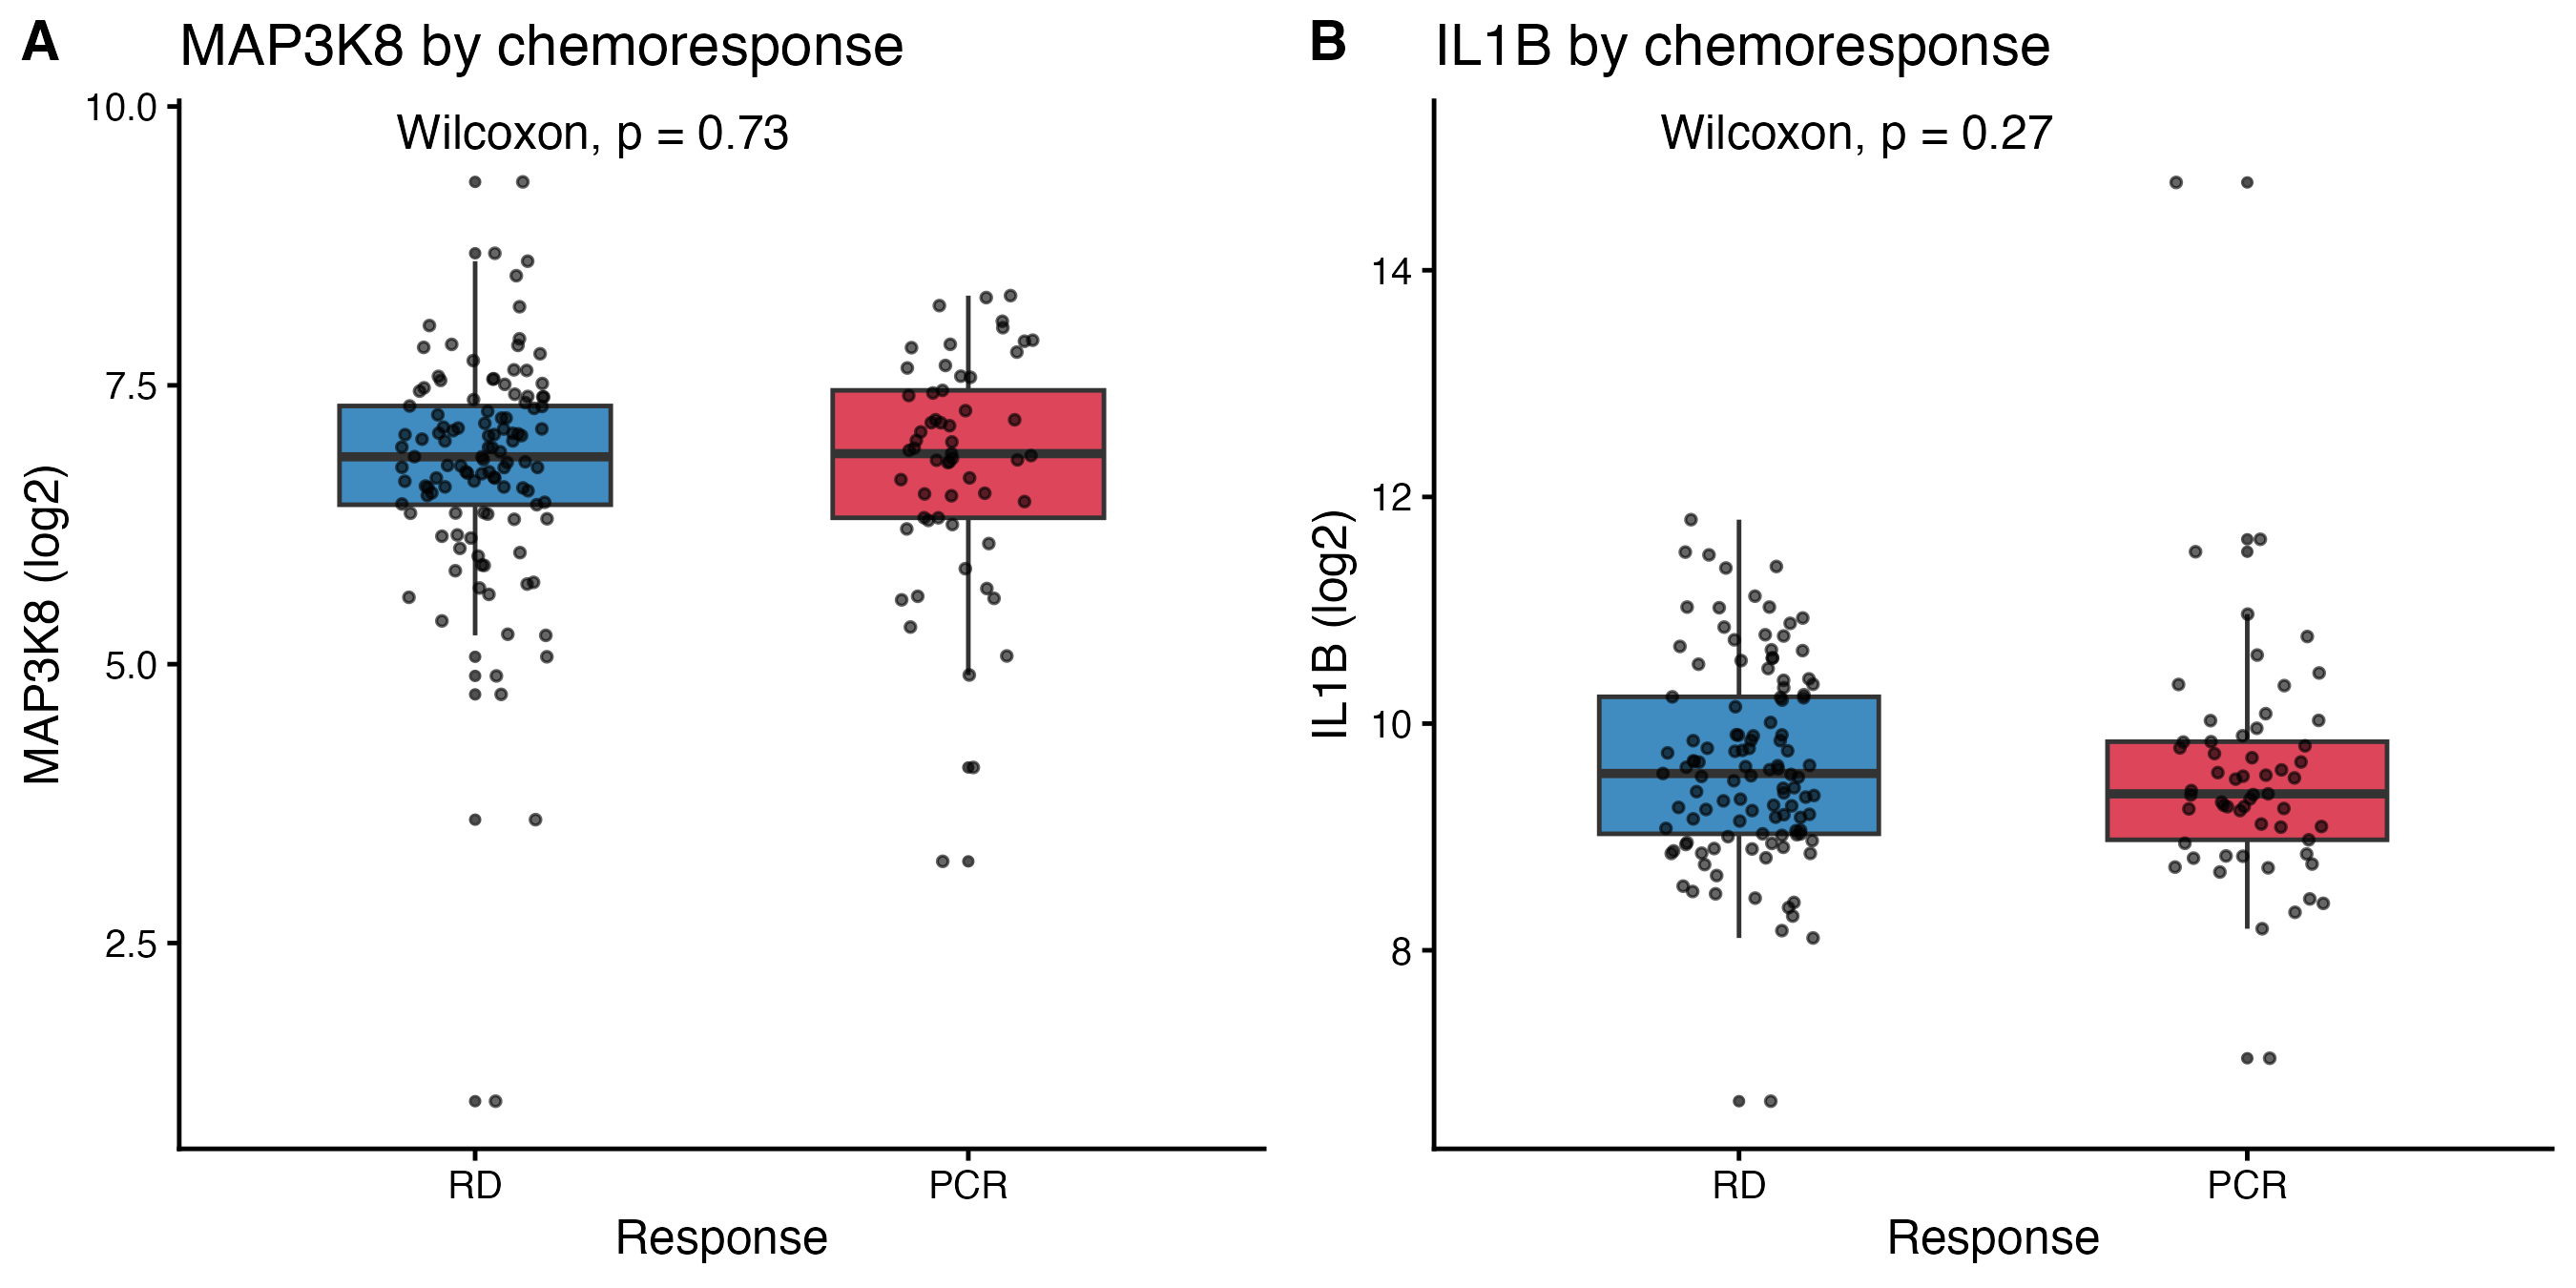 A MAP3K8 by chemoresponse
Wilcoxon, p = 0.73
10.0
7.5
5.0
2.5
MAP3K8 (log2)
RD PCR
Response
B IL1B by chemoresponse
Wilcoxon, p = 0.27
14
12
10
8
IL1B (log2)
RD PCR
Response